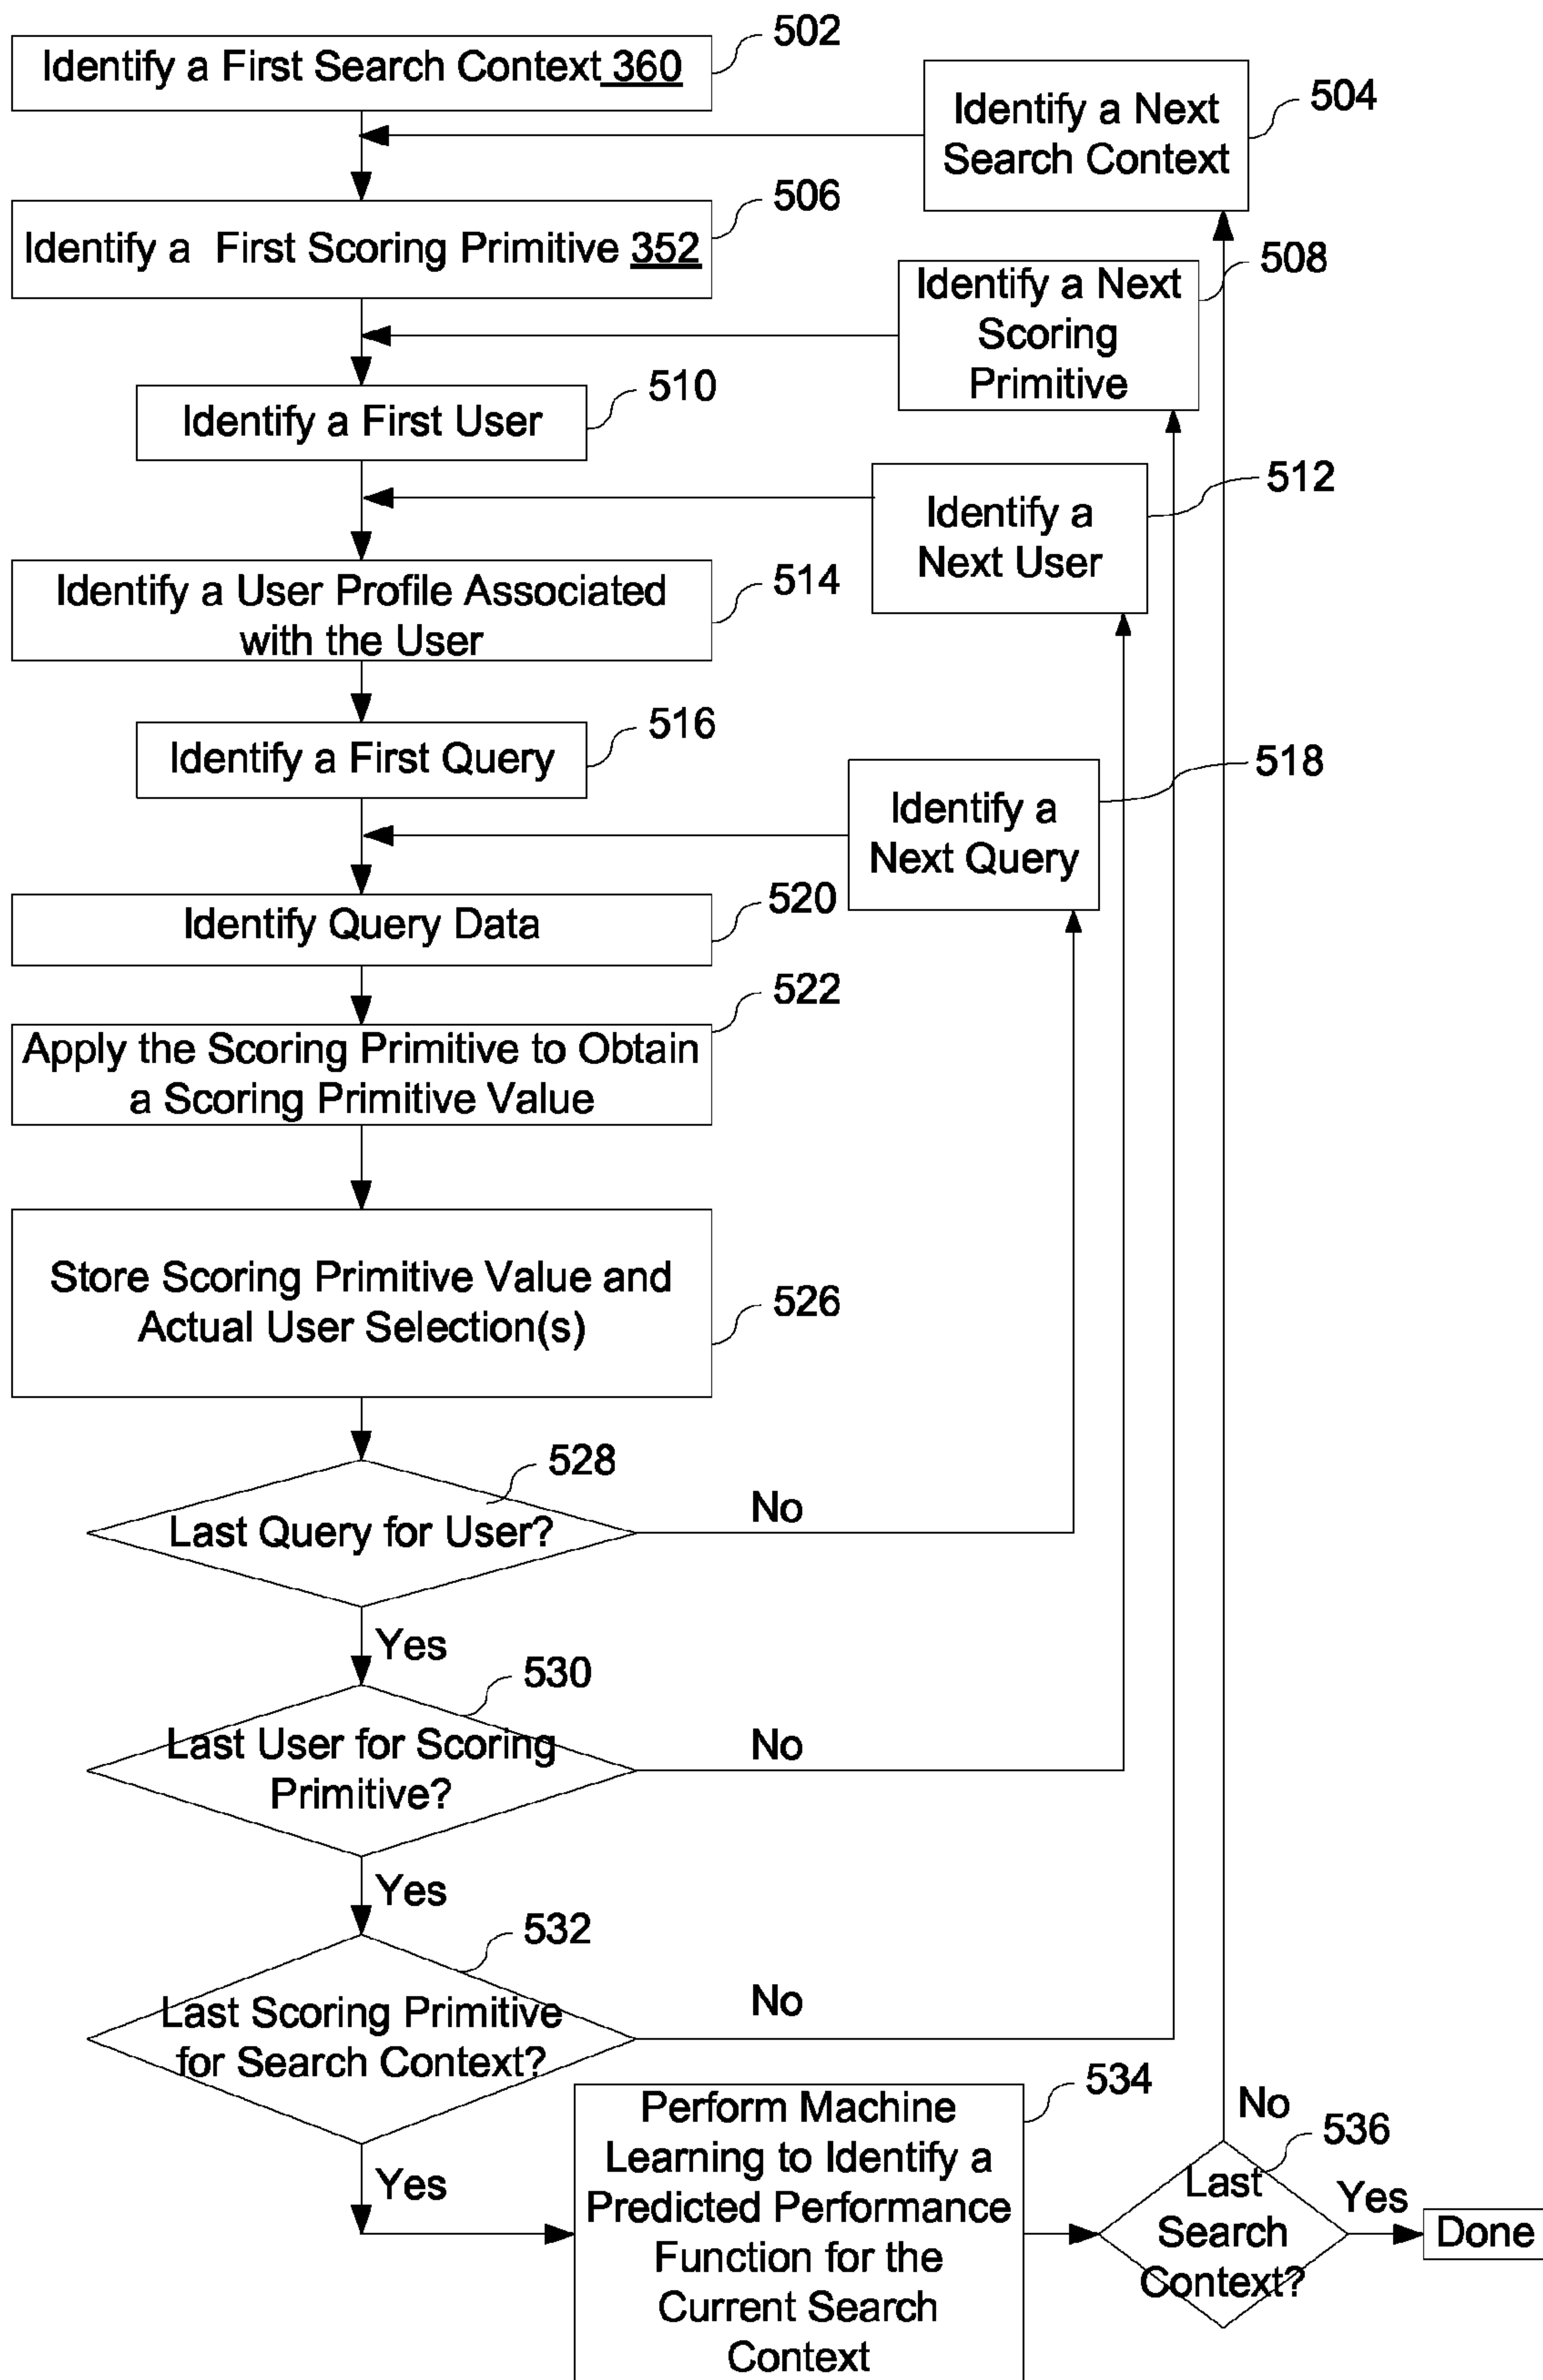 502
Identify a First Search Context 360
504
Identify a Next
Search Context
506
Identify a First Scoring Primitive 352
508
Identify a Next
Scoring
Primitive
510
Identify a First User
512
Identify a
Next User
514
Identify a User Profile Associated
with the User
516
Identify a First Query
518
Identify a
Next Query
520
Identify Query Data
522
Apply the Scoring Primitive to Obtain
a Scoring Primitive Value
Store Scoring Primitive Value and
Actual User Selection(s)
526
528
Last Query for User?
No
Yes
530
Last User for Scoring
Primitive?
No
Yes
532
Last Scoring Primitive
for Search Context?
No
Yes
534
Perform Machine
Learning to Identify a
Predicted Performance
Function for the
Current Search
Context
No
536
Last
Search
Context?
Yes
Done